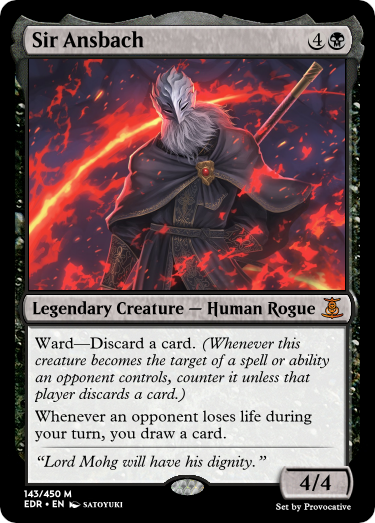 Sir Ansbach 4
Legendary Creature — Human Rogue
Ward—Discard a card. (Whenever this
creature becomes the target of a spell or ability
an opponent controls, counter it unless that
player discards a card.)
Whenever an opponent loses life during
your turn, you draw a card.
“Lord Mohg will have his dignity.”
4/4
143/450 M
EDR • EN SATOYUKI
Set by Provocative